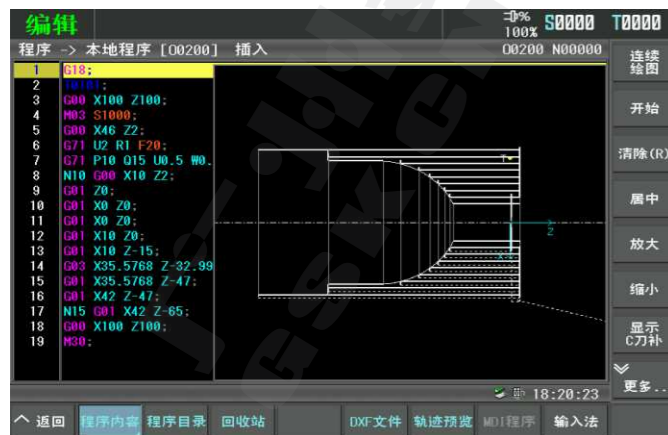 编辑
100%
S0000
T0000
程序 -> 本地程序 [O0200] 插入
O0200 N00000
1 G18;
2 T0101;
3 G00 X100 Z100;
4 M03 S1000;
5 G00 X46 Z2;
6 G71 U2 R1 F20;
7 G71 P10 Q15 U0.5 W0.
8 N10 G00 X10 Z2;
9 G01 Z0;
10 G01 X0 Z0;
11 G01 X0 Z0;
12 G01 X10 Z0;
13 G01 X10 Z-15;
14 G03 X35.5768 Z-32.99
15 G01 X35.5768 Z-47;
16 G01 X42 Z-47;
17 N15 G01 X42 Z-65;
18 G00 X100 Z100;
19 M30;
T
X
Z
连续
绘图
开始
清除(R)
居中
放大
缩小
显示
C刀补
更多..
18:20:23
返回
程序内容
程序目录
回收站
DXF文件
轨迹预览
MDI程序
输入法